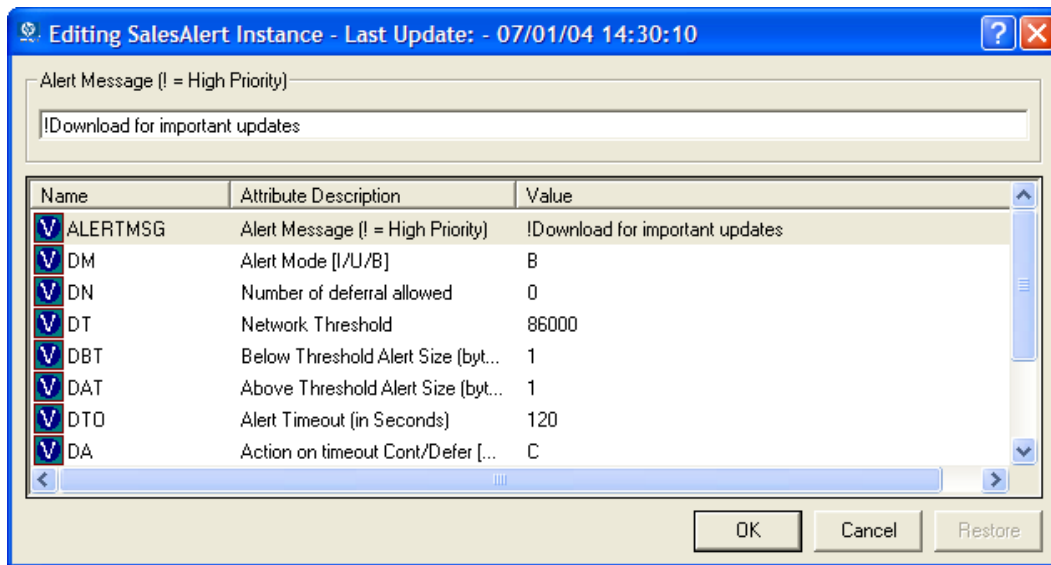 Editing SalesAlert Instance - Last Update: - 07/01/04 14:30:10
Alert Message (! = High Priority)
!Download for important updates
Name Attribute Description Value
V ALERTMSG Alert Message (! = High Priority) !Download for important updates
V DM Alert Mode [I/U/B] B
V DN Number of deferral allowed 0
V DT Network Threshold 86000
V DBT Below Threshold Alert Size (byt... 1
V DAT Above Threshold Alert Size (byt... 1
V DTO Alert Timeout (in Seconds) 120
V DA Action on timeout Cont/Defer [... C
OK Cancel Restore